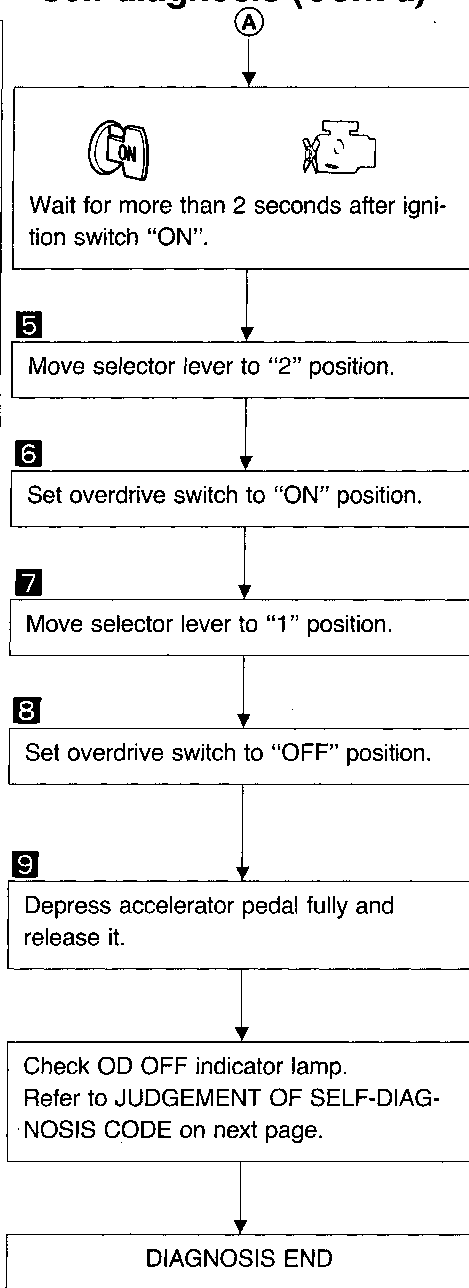 A
ON
Wait for more than 2 seconds after igni-
tion switch “ON”.
5
Move selector lever to “2” position.
6
Set overdrive switch to “ON” position.
7
Move selector lever to “1” position.
8
Set overdrive switch to “OFF” position.
9
Depress accelerator pedal fully and
release it.
Check OD OFF indicator lamp.
Refer to JUDGEMENT OF SELF-DIAG-
NOSIS CODE on next page.
DIAGNOSIS END